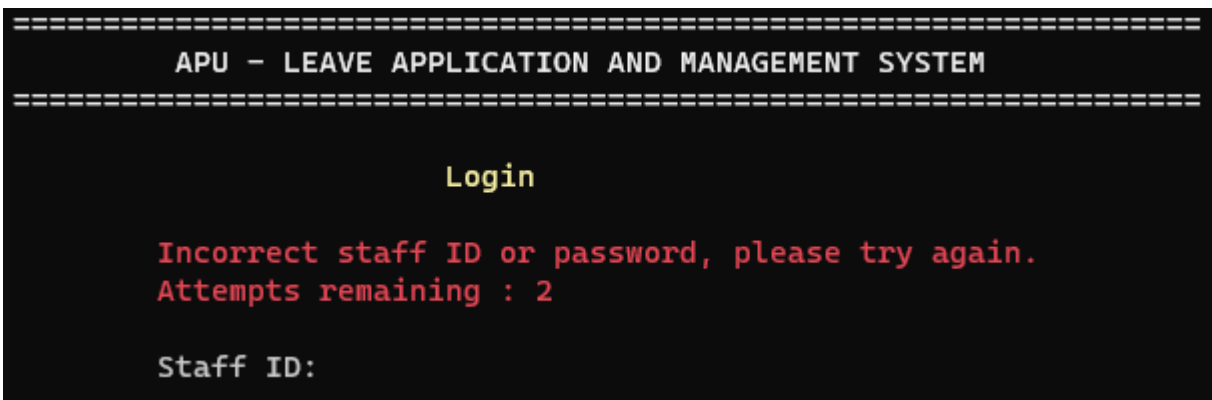 ==================================================================
APU - LEAVE APPLICATION AND MANAGEMENT SYSTEM
==================================================================
Login
Incorrect staff ID or password, please try again.
Attempts remaining : 2
Staff ID: